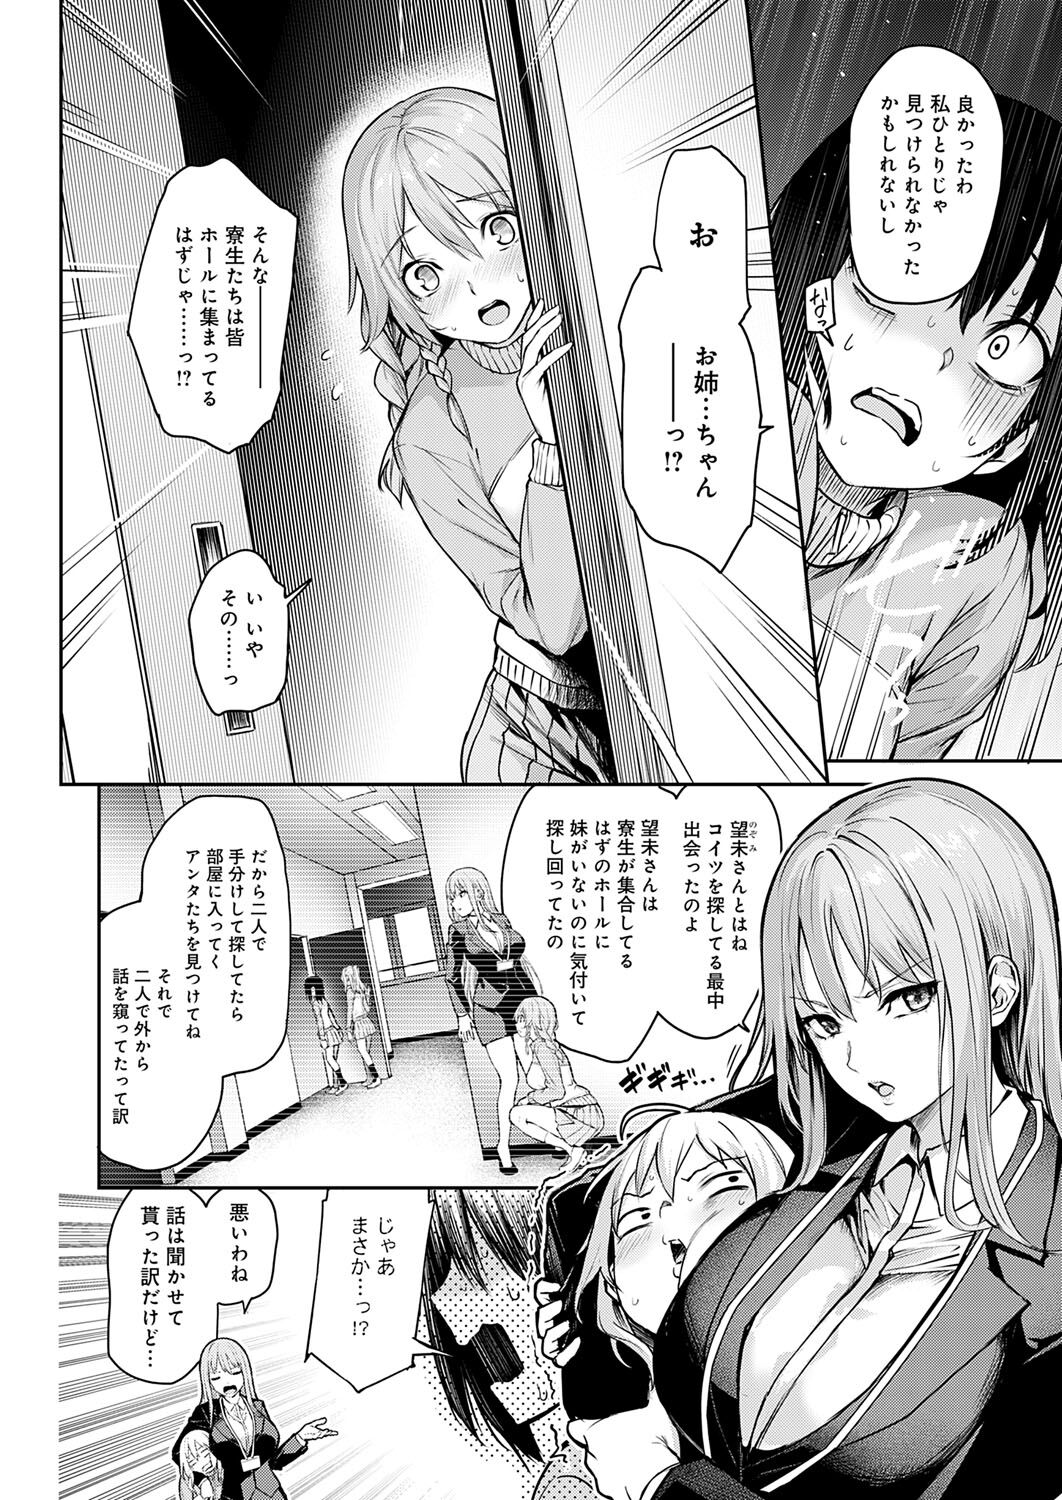 良かったわ
私ひとりじゃ
見つけられなかった
かもしれないし
なっ
お
お姉…ちゃん
――っ!?
そんな――
寮生たちは皆
ホールに集まってる
はずじゃ……っ!?
い いや
その……っ
望未さんとはね
のぞみ
コイツを探してる最中
出会ったのよ
望未さんは
寮生が集合してる
はずのホールに
妹がいないのに気付いて
探し回ってたの
だから二人で
手分けして探してたら
部屋に入ってく
アンタたちを見つけてね
それで
二人で外から
話を窺ってたって訳
ギギギ…
じゃあ
まさか…っ!?
悪いわね
話は聞かせて
貰った訳だけど…